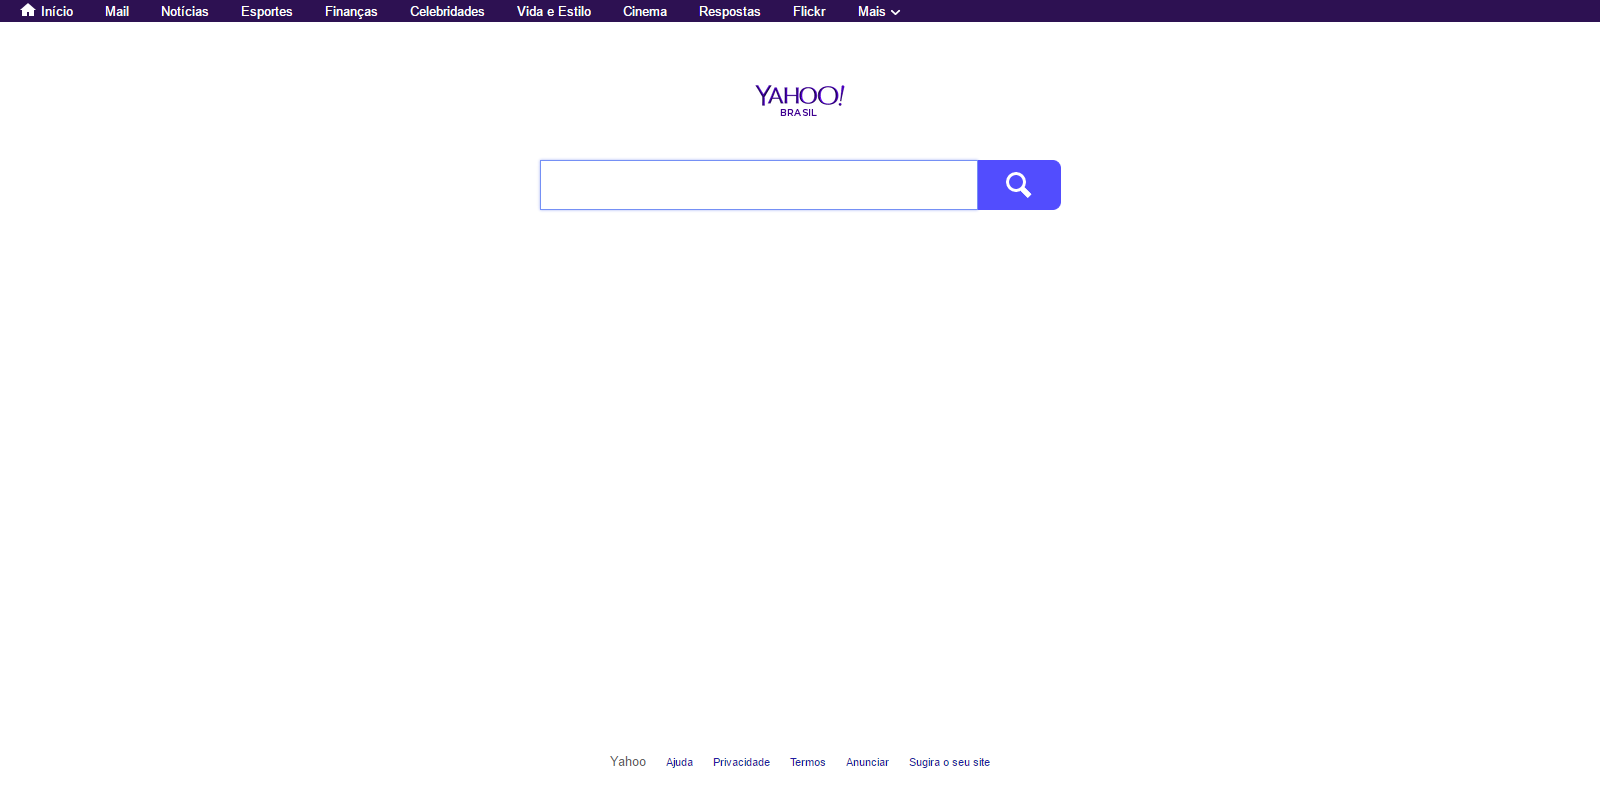 Início Mail Notícias Esportes Finanças Celebridades Vida e Estilo Cinema Respostas Flickr Mais
YAHOO!
BRASIL
Yahoo Ajuda Privacidade Termos Anunciar Sugira o seu site